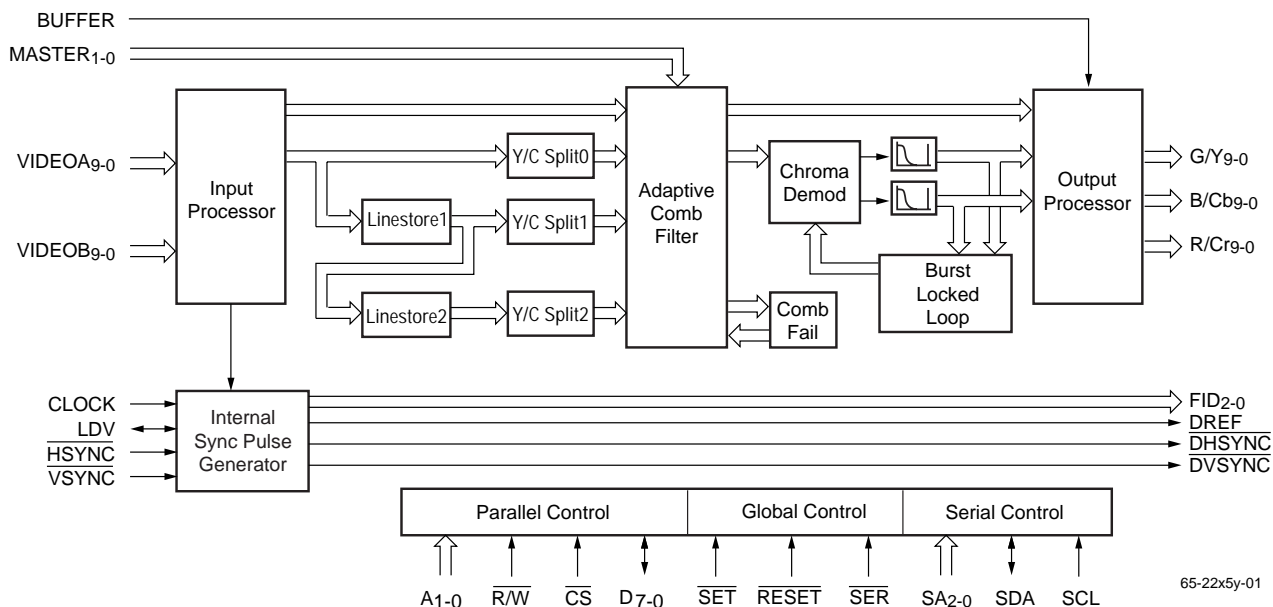 BUFFER
MASTER1-0
VIDEOA9-0
VIDEOB9-0
Input
Processor
Linestore1
Linestore2
Y/C Split0
Y/C Split1
Y/C Split2
Adaptive
Comb
Filter
Comb
Fail
Chroma
Demod
Burst
Locked
Loop
Output
Processor
G/Y9-0
B/Cb9-0
R/Cr9-0
CLOCK
LDV
HSYNC
VSYNC
Internal
Sync Pulse
Generator
FID2-0
DREF
DHSYNC
DVSYNC
Parallel Control
Global Control
Serial Control
A1-0
R/W
CS
D7-0
SET
RESET
SER
SA2-0
SDA
SCL
65-22x5y-01